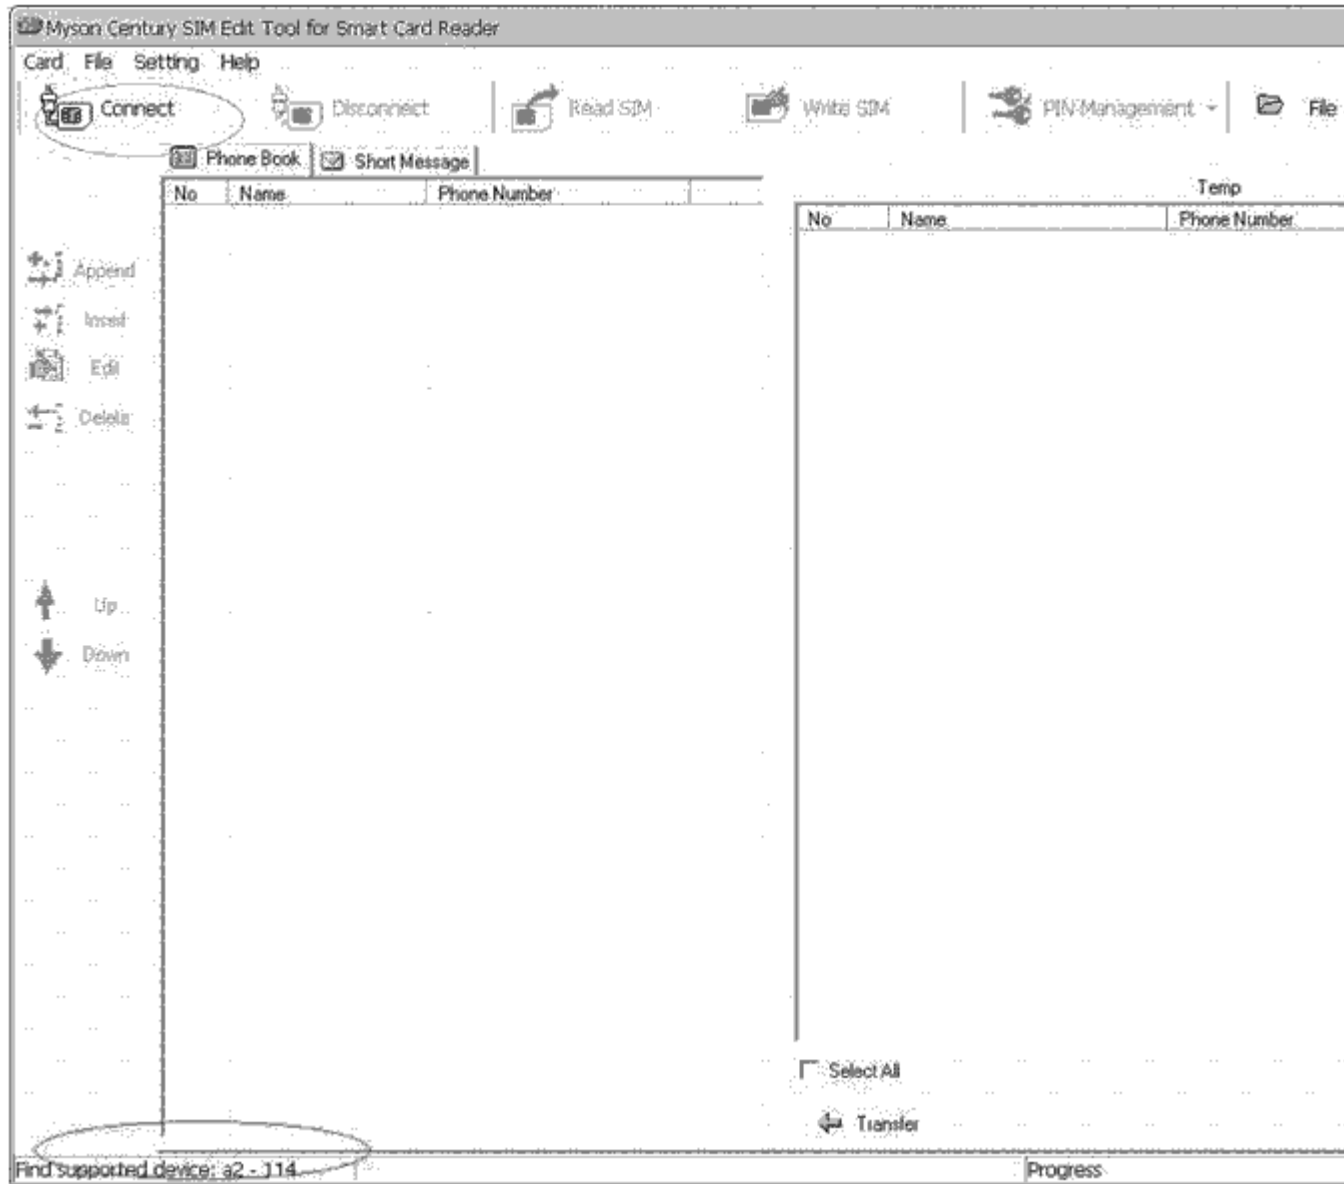 Myson Century SIM Edit Tool for Smart Card Reader
Card File Setting Help
Connect Disconnect Read SIM Write SIM PIN Management File
Phone Book Short Message
No Name Phone Number
Temp
No Name Phone Number
Append
Insert
Edit
Delete
Up
Down
Select All
Transfer
Find supported device: a2 - 114
Progress